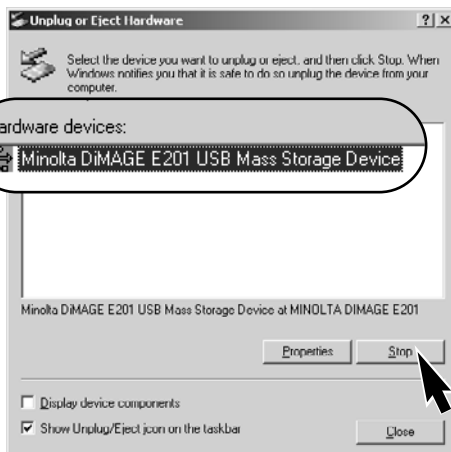 Unplug or Eject Hardware
Select the device you want to unplug or eject, and then click Stop. When
Windows notifies you that it is safe to do so unplug the device from your
computer.
ardware devices:
Minolta DiMAGE E201 USB Mass Storage Device
Minolta DiMAGE E201 USB Mass Storage Device at MINOLTA DIMAGE E201
Properties Stop
Display device components
Show Unplug/Eject icon on the taskbar
Close